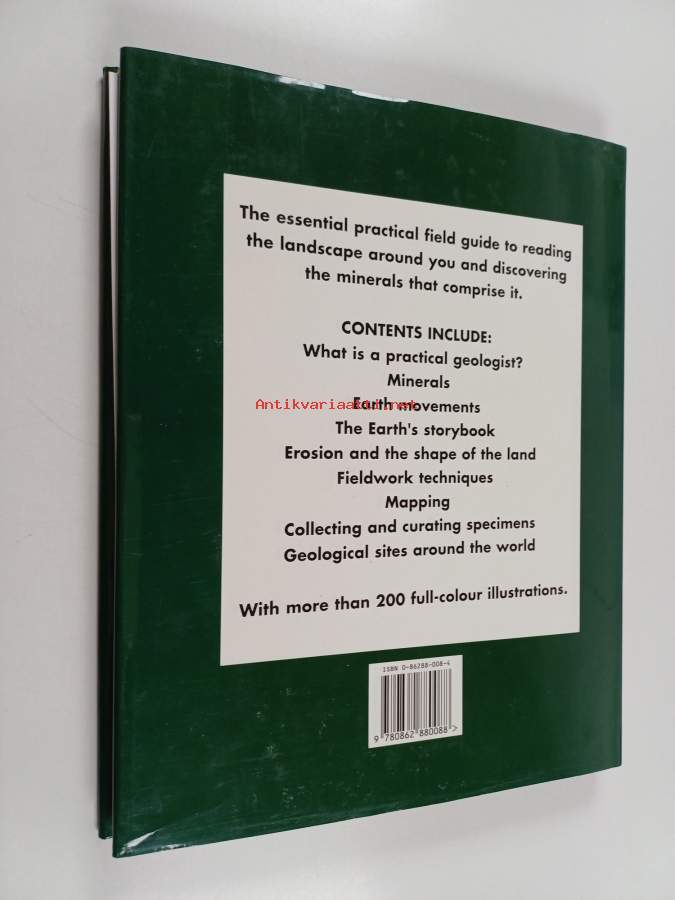 The essential practical field guide to reading
the landscape around you and discovering
the minerals that comprise it.
CONTENTS INCLUDE:
What is a practical geologist?
Minerals
Earth movements
Antikvariaatti.net
The Earth's storybook
Erosion and the shape of the land
Fieldwork techniques
Mapping
Collecting and curating specimens
Geological sites around the world
With more than 200 full-colour illustrations.
ISBN 0-86288-008-4
9 780862 880088 >